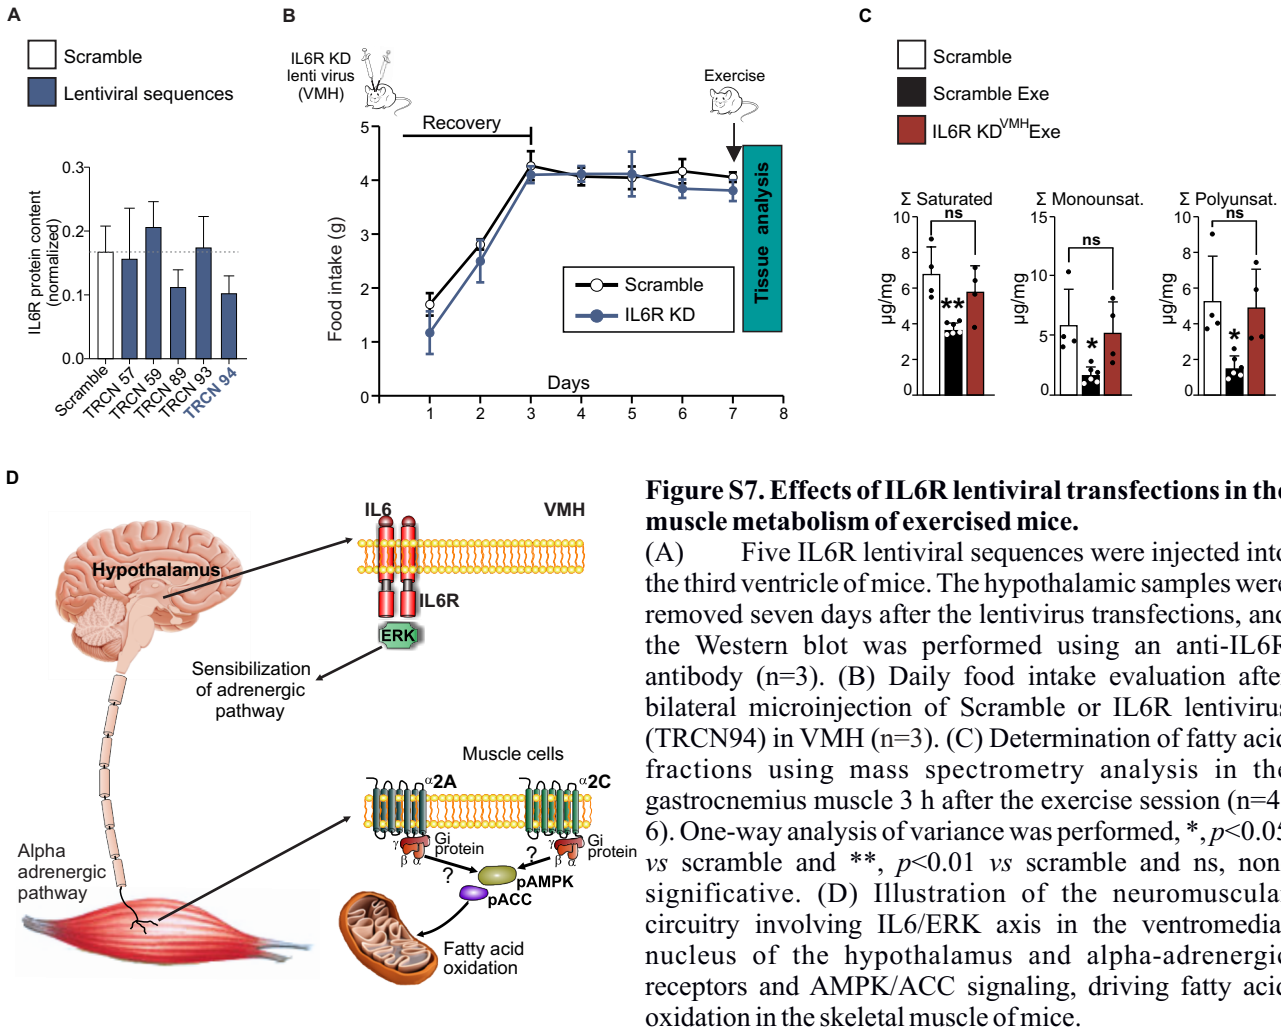 A
Scramble
Lentiviral sequences
IL6R protein content
(normalized)
0.3
0.2
0.1
0.0
Scramble
TRCN 57
TRCN 59
TRCN 89
TRCN 93
TRCN 94
B
IL6R KD
lenti virus
(VMH)
Exercise
Recovery
Food intake (g)
5
4
3
2
1
0
Scramble
IL6R KD
Tissue analysis
Days
1 2 3 4 5 6 7 8
C
Scramble
Scramble Exe
IL6R KDVMHExe
Σ Saturated
ns
µg/mg
10
8
6
4
2
0
**
Σ Monounsat.
ns
µg/mg
15
10
5
0
*
Σ Polyunsat.
ns
µg/mg
10
8
6
4
2
0
*
D
Hypothalamus
IL6
VMH
IL6R
ERK
Sensibilization
of adrenergic
pathway
Muscle cells
α2A
α2C
γ
β α
Gi
protein
γ
β α
Gi
protein
?
?
pAMPK
pACC
Fatty acid
oxidation
Alpha
adrenergic
pathway
Figure S7. Effects of IL6R lentiviral transfections in the
muscle metabolism of exercised mice.
(A) Five IL6R lentiviral sequences were injected into
the third ventricle of mice. The hypothalamic samples were
removed seven days after the lentivirus transfections, and
the Western blot was performed using an anti-IL6R
antibody (n=3). (B) Daily food intake evaluation after
bilateral microinjection of Scramble or IL6R lentivirus
(TRCN94) in VMH (n=3). (C) Determination of fatty acid
fractions using mass spectrometry analysis in the
gastrocnemius muscle 3 h after the exercise session (n=4-
6). One-way analysis of variance was performed, *, p<0.05
vs scramble and **, p<0.01 vs scramble and ns, non
significative. (D) Illustration of the neuromuscular
circuitry involving IL6/ERK axis in the ventromedial
nucleus of the hypothalamus and alpha-adrenergic
receptors and AMPK/ACC signaling, driving fatty acid
oxidation in the skeletal muscle of mice.